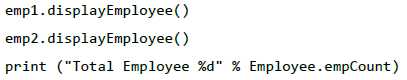 emp1.displayEmployee()
emp2.displayEmployee()
print ("Total Employee %d" % Employee.empCount)